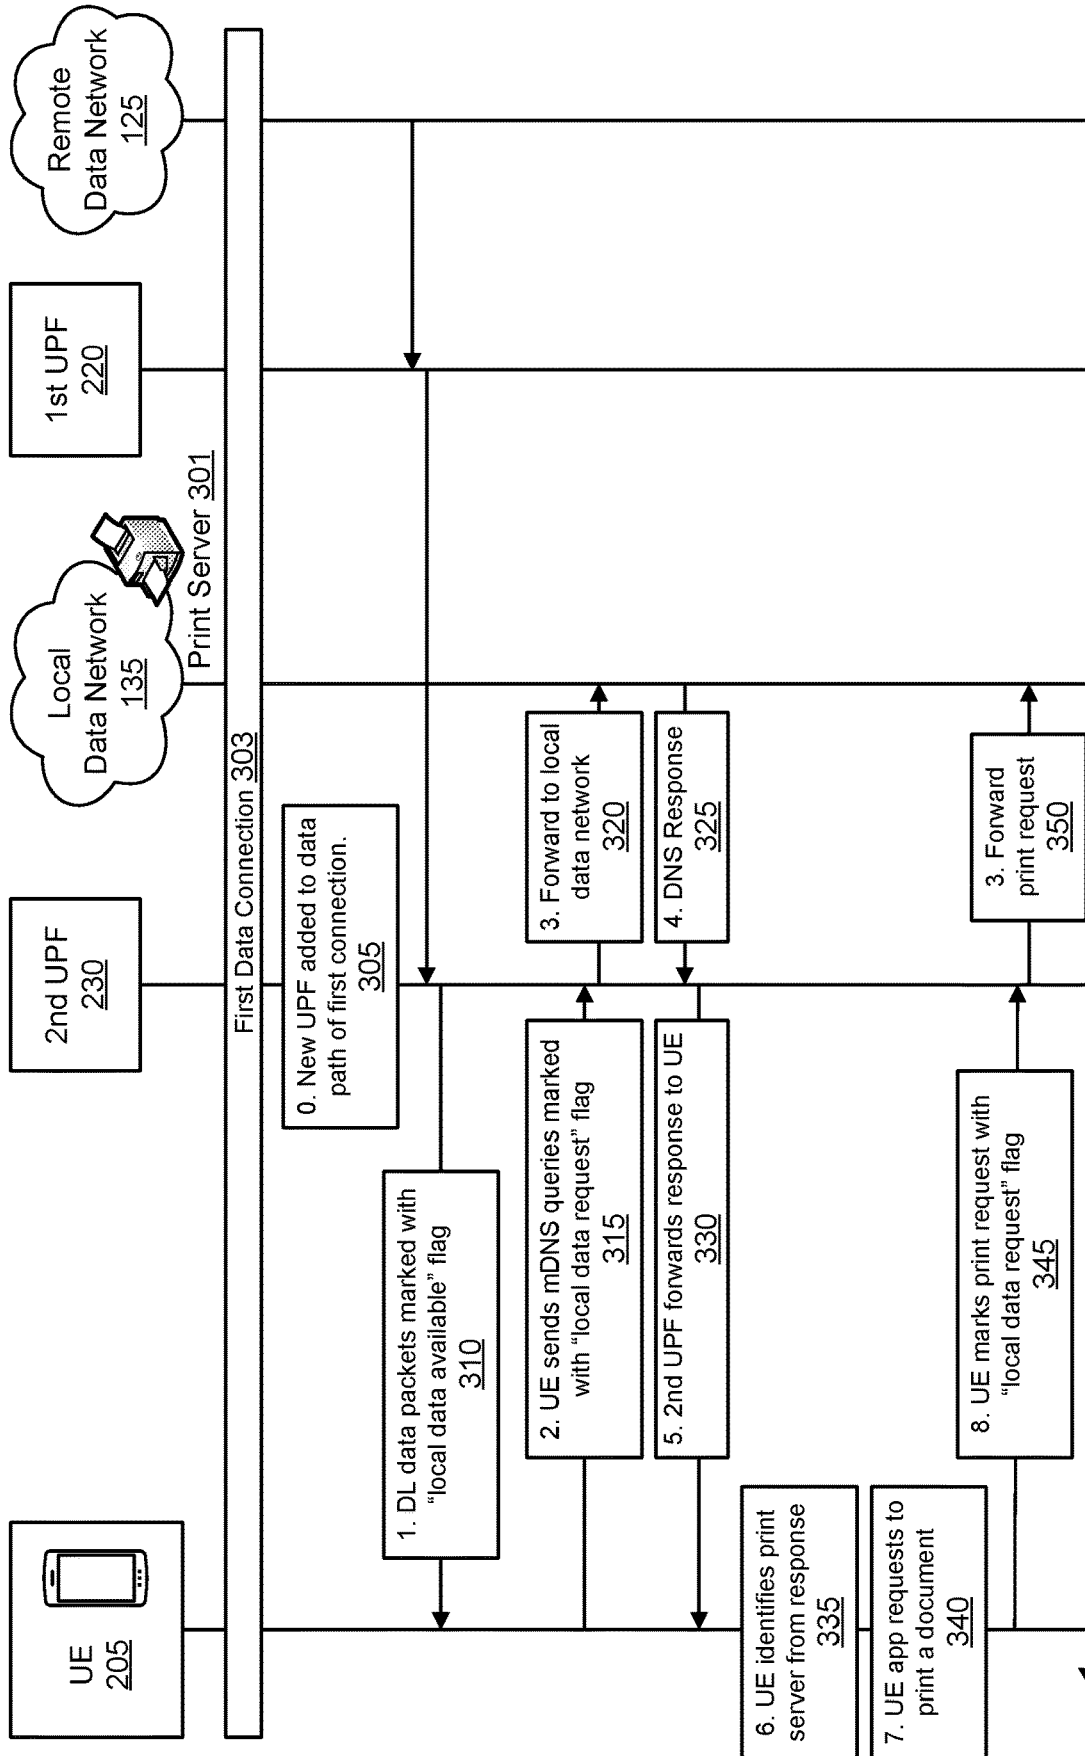 UE
205
2nd UPF
230
Local
Data Network
135
Print Server 301
1st UPF
220
Remote
Data Network
125
First Data Connection 303
0. New UPF added to data
path of first connection.
305
1. DL data packets marked with
“local data available” flag
310
2. UE sends mDNS queries marked
with “local data request” flag
315
3. Forward to local
data network
320
4. DNS Response
325
5. 2nd UPF forwards response to UE
330
6. UE identifies print
server from response
335
7. UE app requests to
print a document
340
8. UE marks print request with
“local data request” flag
345
3. Forward
print request
350